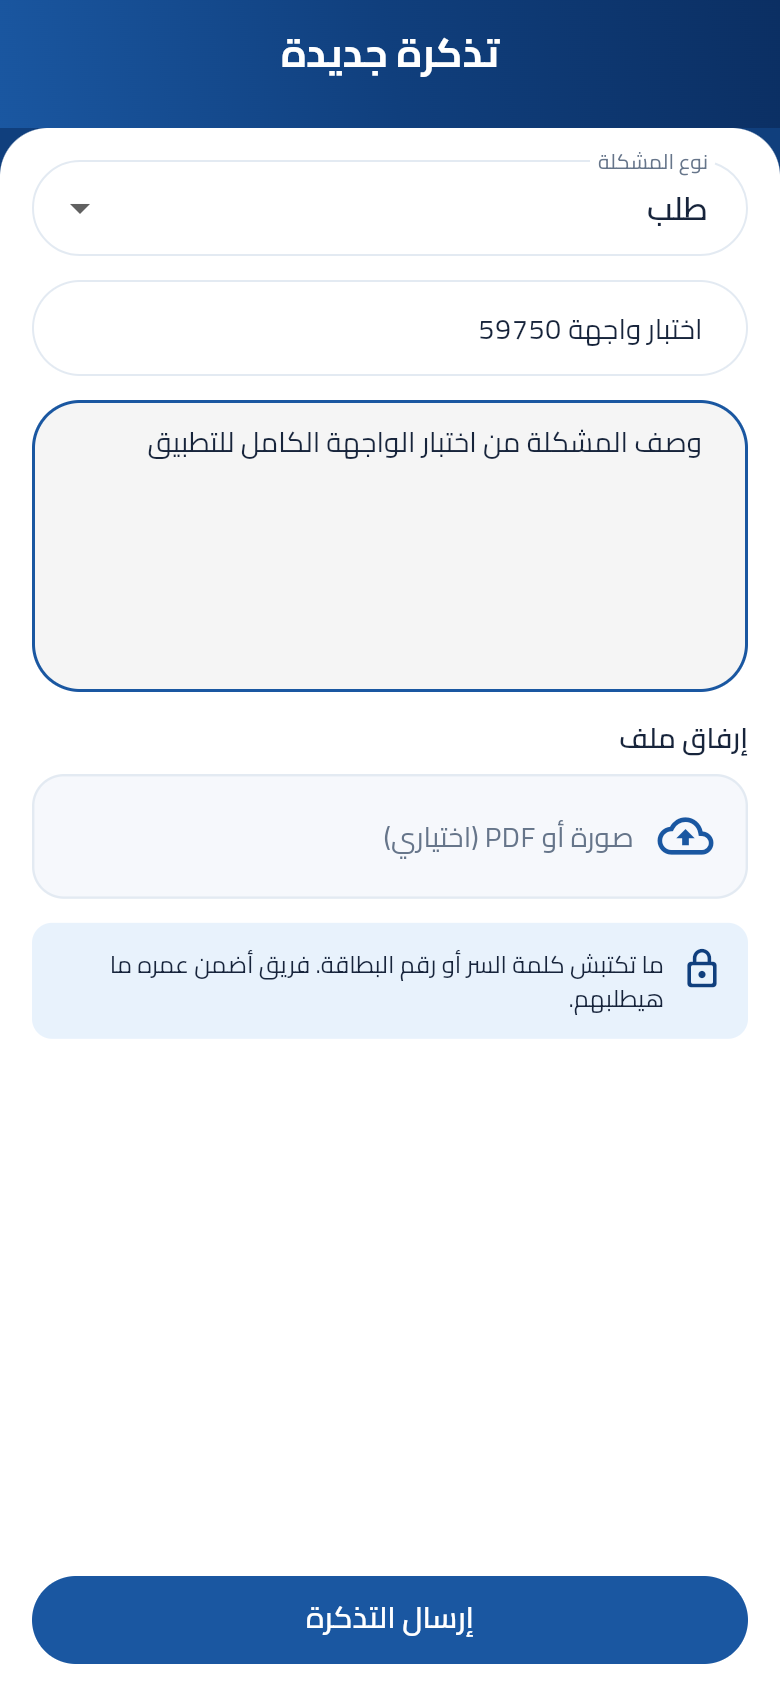 تذكرة جديدة
نوع المشكلة
طلب
اختبار واجهة 59750
وصف المشكلة من اختبار الواجهة الكامل للتطبيق
إرفاق ملف
صورة أو PDF (اختياري)
ما تكتبش كلمة السر أو رقم البطاقة. فريق أضمن عمره ما
هيطلبهم.
إرسال التذكرة